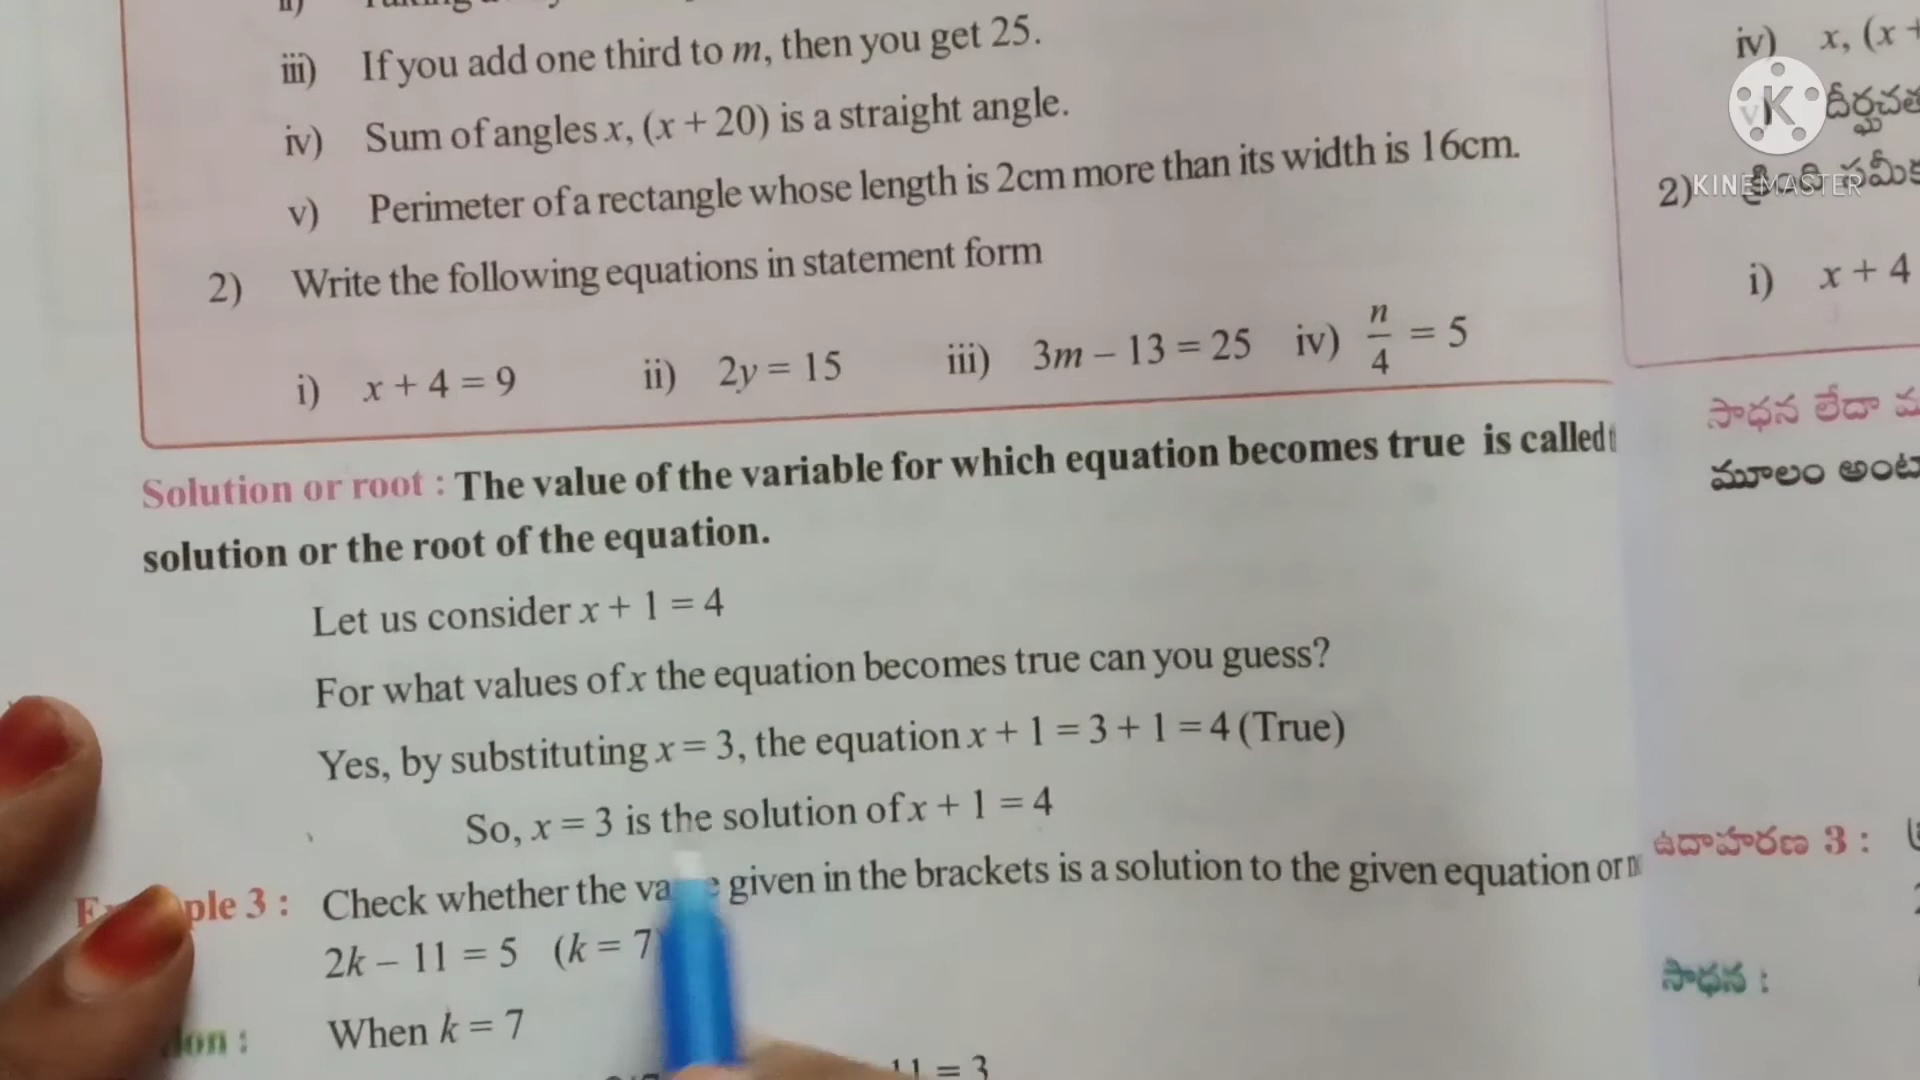 ii)
iii) If you add one third to m, then you get 25.
iv) Sum of angles x, (x + 20) is a straight angle.
v) Perimeter of a rectangle whose length is 2cm more than its width is 16cm.
2) Write the following equations in statement form
i) x + 4 = 9 ii) 2y = 15 iii) 3m – 13 = 25 iv) n/4 = 5
Solution or root : The value of the variable for which equation becomes true is called
solution or the root of the equation.
Let us consider x + 1 = 4
For what values of x the equation becomes true can you guess?
Yes, by substituting x = 3, the equation x + 1 = 3 + 1 = 4 (True)
So, x = 3 is the solution of x + 1 = 4
3 : Check whether the given in the brackets is a solution to the given equation or
2k – 11 = 5 (k = 7
When k = 7
11 = 3
iv) x, (x +
K
KINEMASTER
2)
i) x + 4
సాధన లేదా
మూలం
ఉదాహరణ 3 :
సాధన :